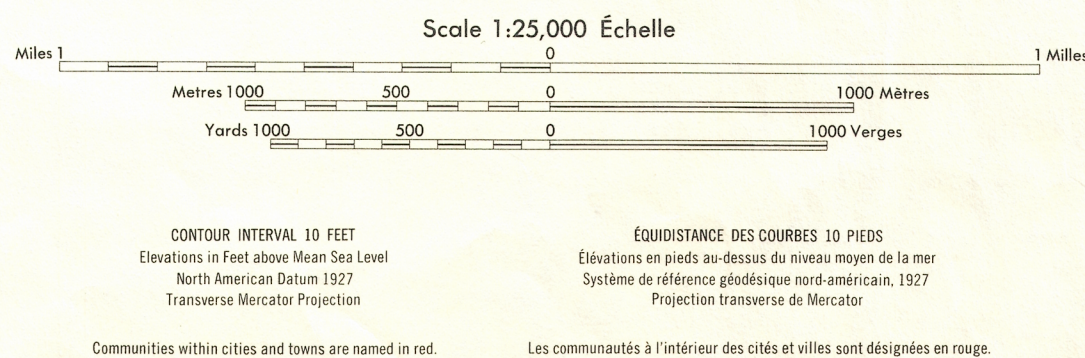 Scale 1:25,000 Échelle
Miles 1 0 1 Milles
Metres 1000 500 0 1000 Mètres
Yards 1000 500 0 1000 Verges
CONTOUR INTERVAL 10 FEET
Elevations in Feet above Mean Sea Level
North American Datum 1927
Transverse Mercator Projection
ÉQUIDISTANCE DES COURBES 10 PIEDS
Élévations en pieds au-dessus du niveau moyen de la mer
Système de référence géodésique nord-américain, 1927
Projection transverse de Mercator
Communities within cities and towns are named in red.
Les communautés à l'intérieur des cités et villes sont désignées en rouge.